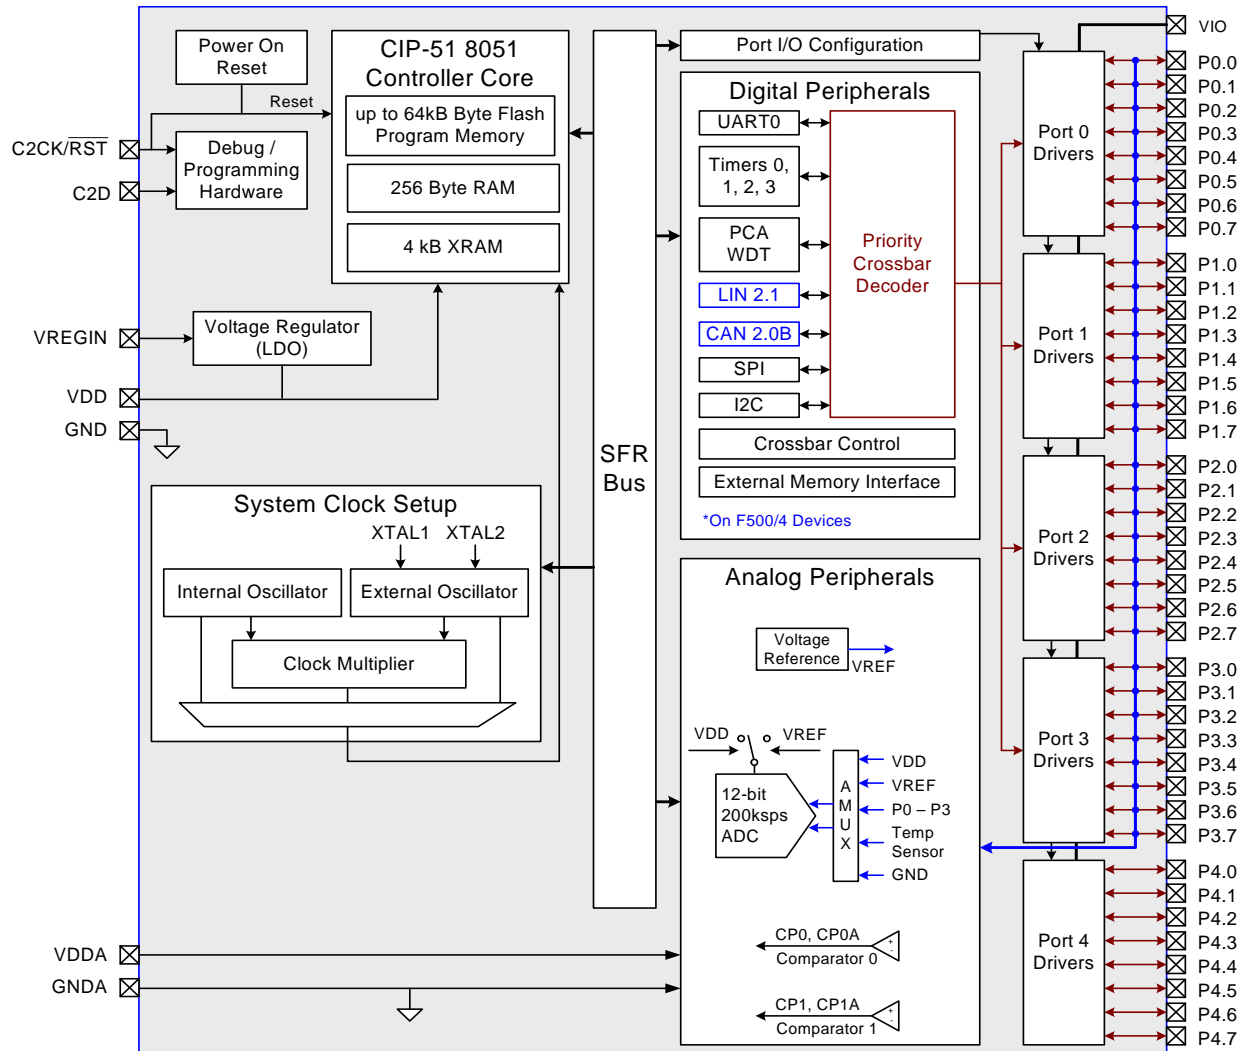 Power On
Reset
Reset
C2CK/RST
C2D
Debug /
Programming
Hardware
CIP-51 8051
Controller Core
up to 64kB Byte Flash
Program Memory
256 Byte RAM
4 kB XRAM
VREGIN
Voltage Regulator
(LDO)
VDD
GND
System Clock Setup
XTAL1
XTAL2
Internal Oscillator
External Oscillator
Clock Multiplier
VDDA
GNDA
SFR
Bus
Port I/O Configuration
Digital Peripherals
UART0
Timers 0,
1, 2, 3
PCA
WDT
LIN 2.1
CAN 2.0B
SPI
I2C
Priority
Crossbar
Decoder
Crossbar Control
External Memory Interface
*On F500/4 Devices
Analog Peripherals
Voltage
Reference
VREF
VDD
VREF
12-bit
200ksps
ADC
A
M
U
X
VDD
VREF
P0 – P3
Temp
Sensor
GND
CP0, CP0A
Comparator 0
+
-
CP1, CP1A
Comparator 1
+
-
Port 0
Drivers
Port 1
Drivers
Port 2
Drivers
Port 3
Drivers
Port 4
Drivers
VIO
P0.0
P0.1
P0.2
P0.3
P0.4
P0.5
P0.6
P0.7
P1.0
P1.1
P1.2
P1.3
P1.4
P1.5
P1.6
P1.7
P2.0
P2.1
P2.2
P2.3
P2.4
P2.5
P2.6
P2.7
P3.0
P3.1
P3.2
P3.3
P3.4
P3.5
P3.6
P3.7
P4.0
P4.1
P4.2
P4.3
P4.4
P4.5
P4.6
P4.7